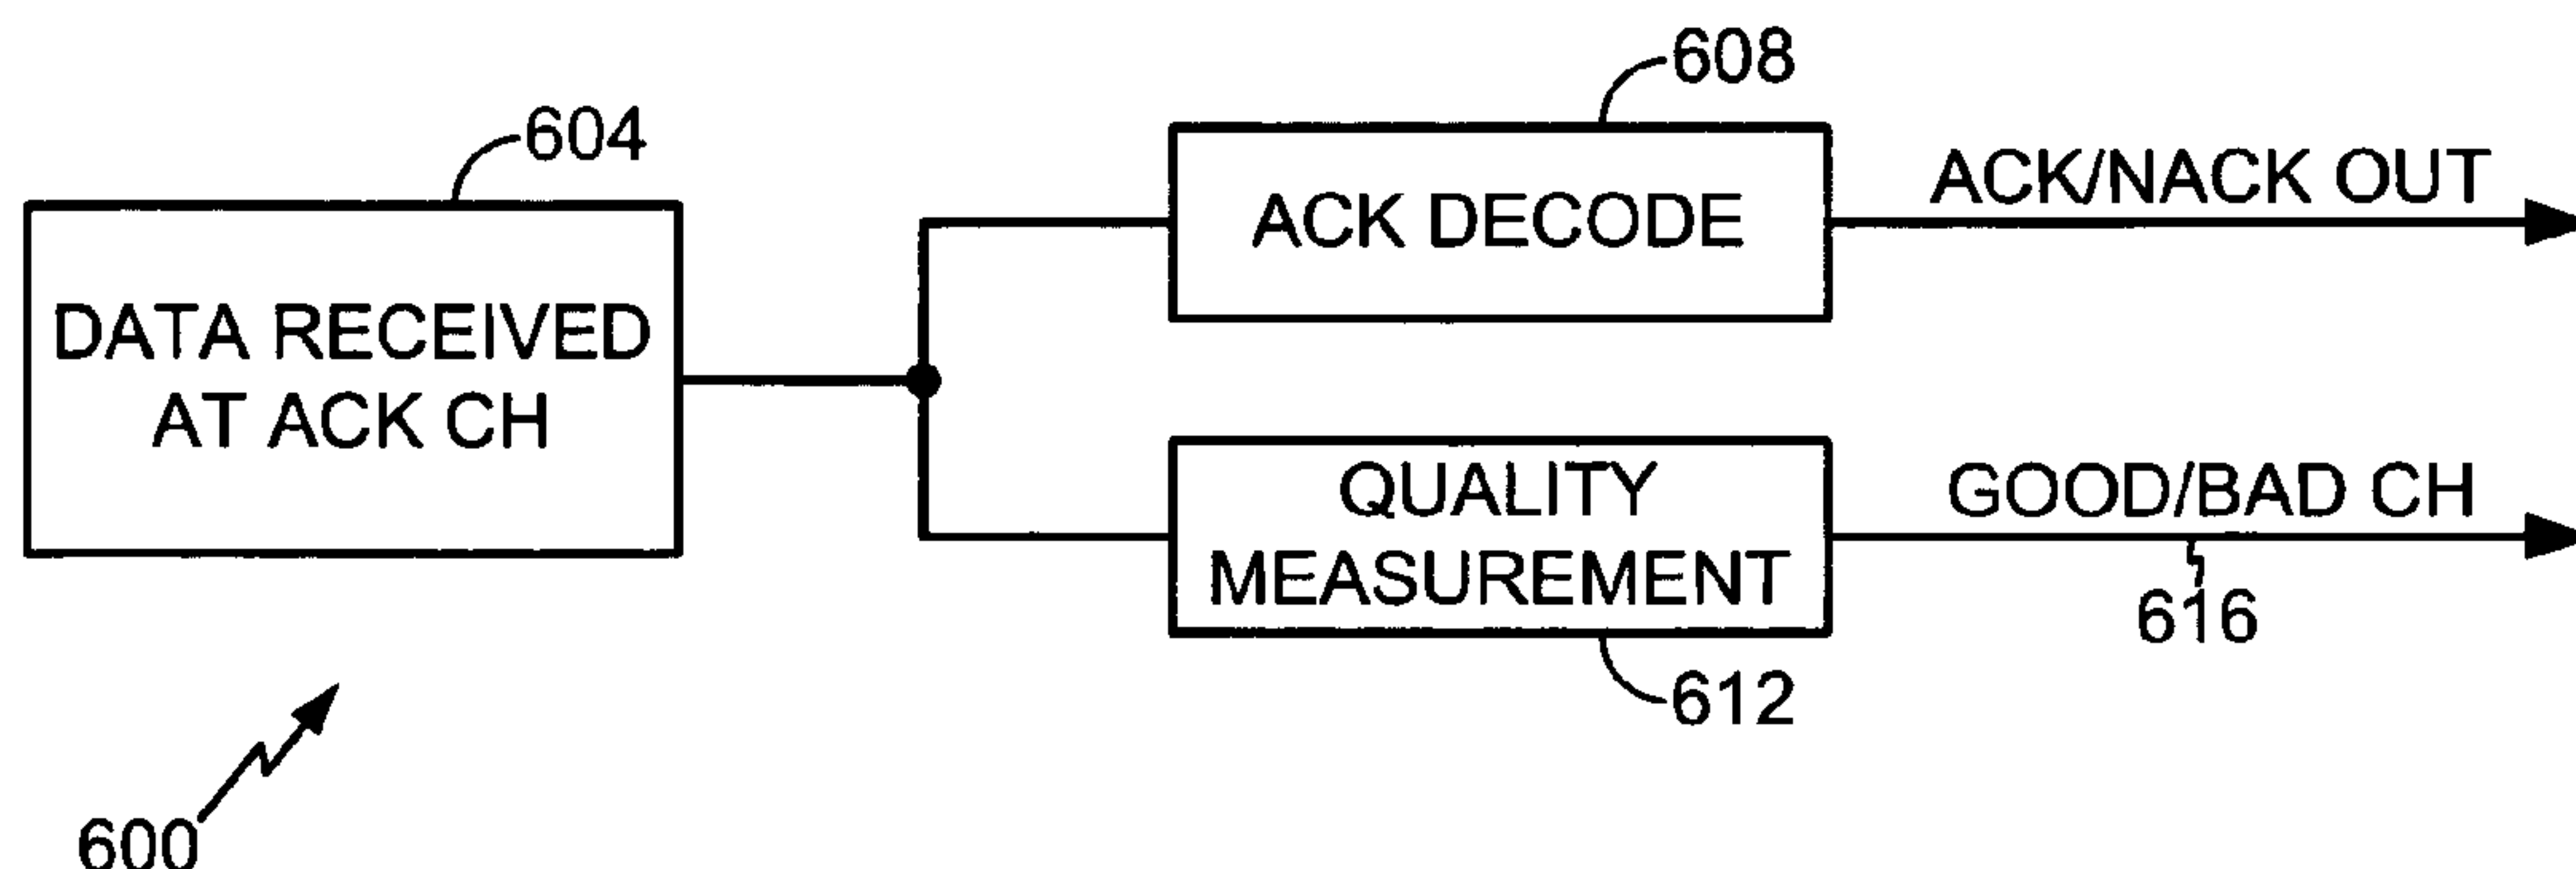 608
604
ACK DECODE
ACK/NACK OUT
DATA RECEIVED
AT ACK CH
QUALITY
MEASUREMENT
GOOD/BAD CH
616
612
600